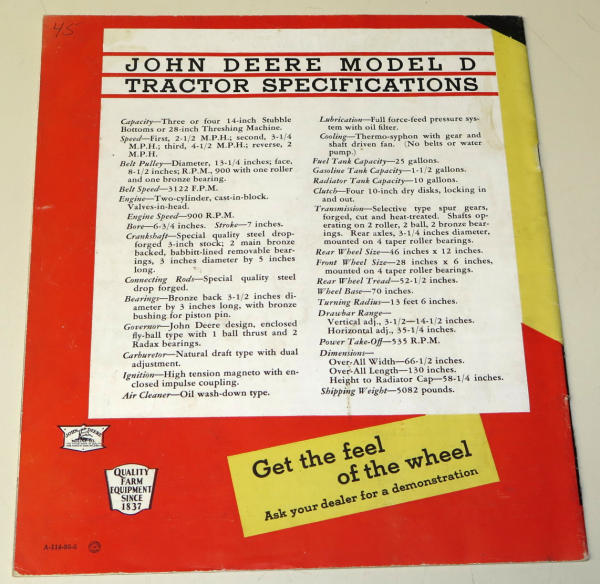 45
JOHN DEERE MODEL D
TRACTOR SPECIFICATIONS
Capacity—Three or four 14-inch Stubble
Bottoms or 28-inch Threshing Machine.
Speed—First, 2-1/2 M.P.H.; second, 3-1/4
M.P.H.; third, 4-1/2 M.P.H.; reverse, 2
M.P.H.
Belt Pulley—Diameter, 13-1/4 inches; face,
8-1/2 inches; R.P.M., 900 with one roller
and one bronze bearing.
Belt Speed—3122 F.P.M.
Engine—Two-cylinder, cast-in-block.
Valves-in-head.
Engine Speed—900 R.P.M.
Bore—6-3/4 inches. Stroke—7 inches.
Crankshaft—Special quality steel drop-
forged 3-inch stock; 2 main bronze
backed, babbitt-lined removable bear-
ings, 3 inches diameter by 5 inches
long.
Connecting Rods—Special quality steel
drop forged.
Bearings—Bronze back 3-1/2 inches di-
ameter by 3 inches long, with bronze
bushing for piston pin.
Governor—John Deere design, enclosed
fly-ball type with 1 ball thrust and 2
Radax bearings.
Carburetor—Natural draft type with dual
adjustment.
Ignition—High tension magneto with en-
closed impulse coupling.
Air Cleaner—Oil wash-down type.
Lubrication—Full force-feed pressure sys-
tem with oil filter.
Cooling—Thermo-syphon with gear and
shaft driven fan. (No belts or water
pump.)
Fuel Tank Capacity—25 gallons.
Gasoline Tank Capacity—1-1/2 gallons.
Radiator Tank Capacity—10 gallons.
Clutch—Four 10-inch dry disks, locking in
and out.
Transmission—Selective type spur gears,
forged, cut and heat-treated. Shafts op-
erating on 2 roller, 2 ball, 2 bronze bear-
ings. Rear axles, 3-1/4 inches diameter,
mounted on 4 taper roller bearings.
Rear Wheel Size—46 inches x 12 inches.
Front Wheel Size—28 inches x 6 inches,
mounted on 4 taper roller bearings.
Rear Wheel Tread—52-1/2 inches.
Wheel Base—70 inches.
Turning Radius—13 feet 6 inches.
Drawbar Range—
Vertical adj., 3-1/2—14-1/2 inches.
Horizontal adj., 35-1/4 inches.
Power Take-Off—535 R.P.M.
Dimensions—
Over-All Width—66-1/2 inches.
Over-All Length—130 inches.
Height to Radiator Cap—58-1/4 inches.
Shipping Weight—5082 pounds.
JOHN DEERE
QUALITY
FARM
EQUIPMENT
SINCE
1837
Get the feel
of the wheel
Ask your dealer for a demonstration